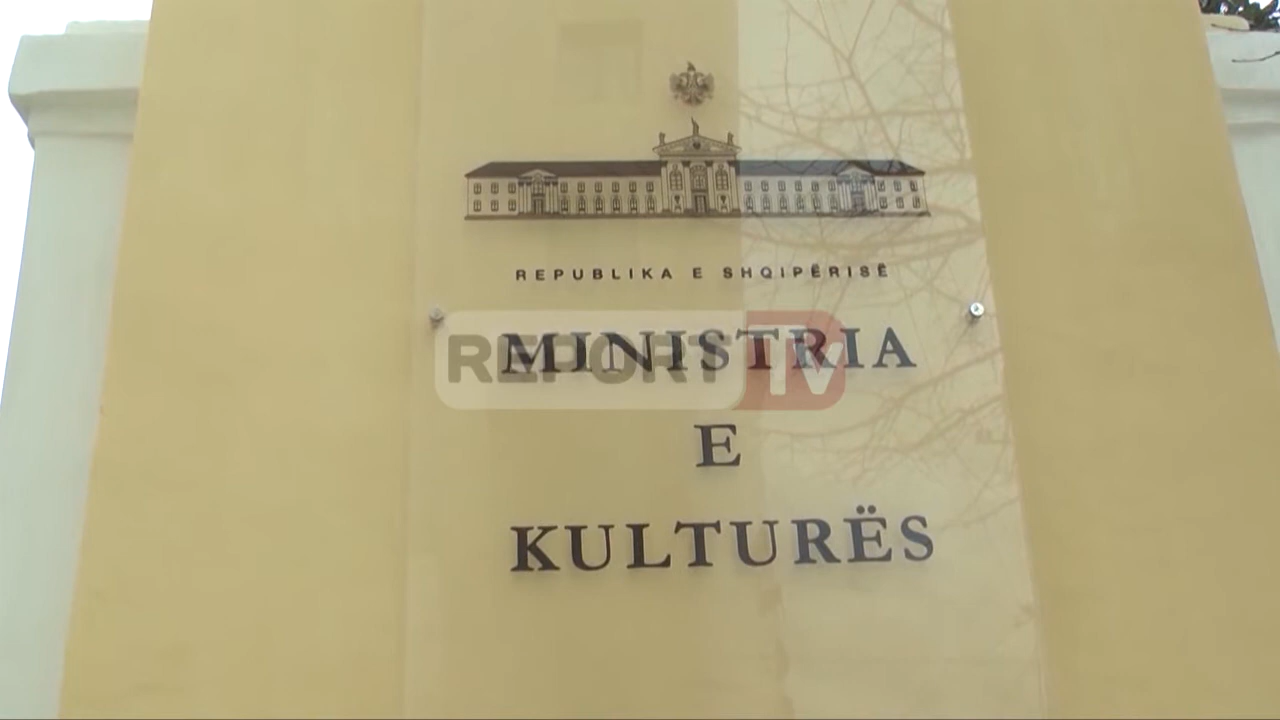 REPUBLIKA E SHQIPËRISË
MINISTRIA
REPORT TV
E
KULTURËS